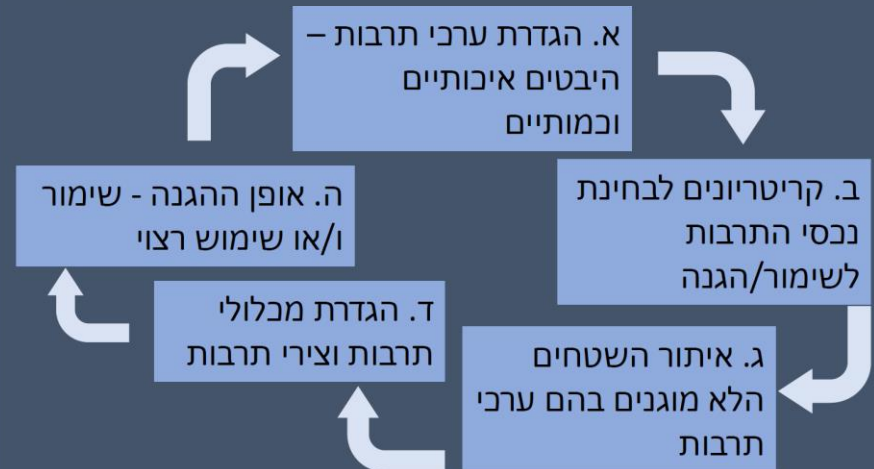 א. הגדרת ערכי תרבות –
היבטים איכותיים
וכמותיים
ב. קריטריונים לבחינת
נכסי התרבות
לשימור/הגנה
ג. איתור השטחים
הלא מוגנים בהם ערכי
תרבות
ד. הגדרת מכלולי
תרבות וצירי תרבות
ה. אופן ההגנה - שימור
ו/או שימוש רצוי